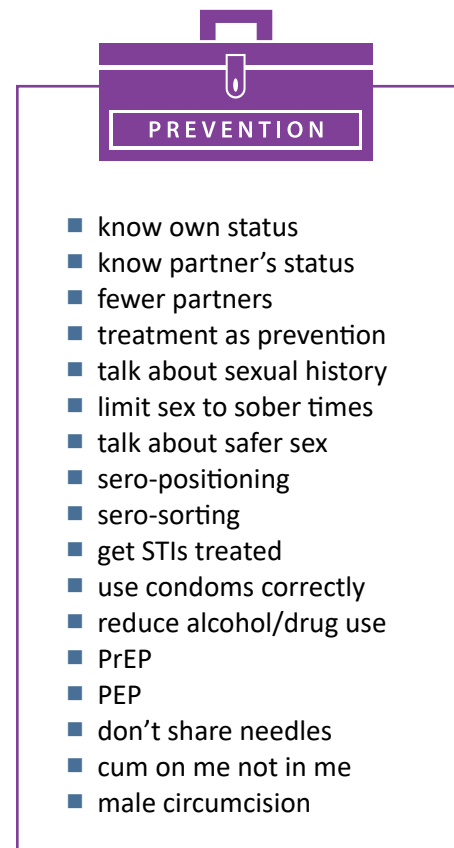 PREVENTION
■ know own status
■ know partner's status
■ fewer partners
■ treatment as prevention
■ talk about sexual history
■ limit sex to sober times
■ talk about safer sex
■ sero-positioning
■ sero-sorting
■ get STIs treated
■ use condoms correctly
■ reduce alcohol/drug use
■ PrEP
■ PEP
■ don't share needles
■ cum on me not in me
■ male circumcision